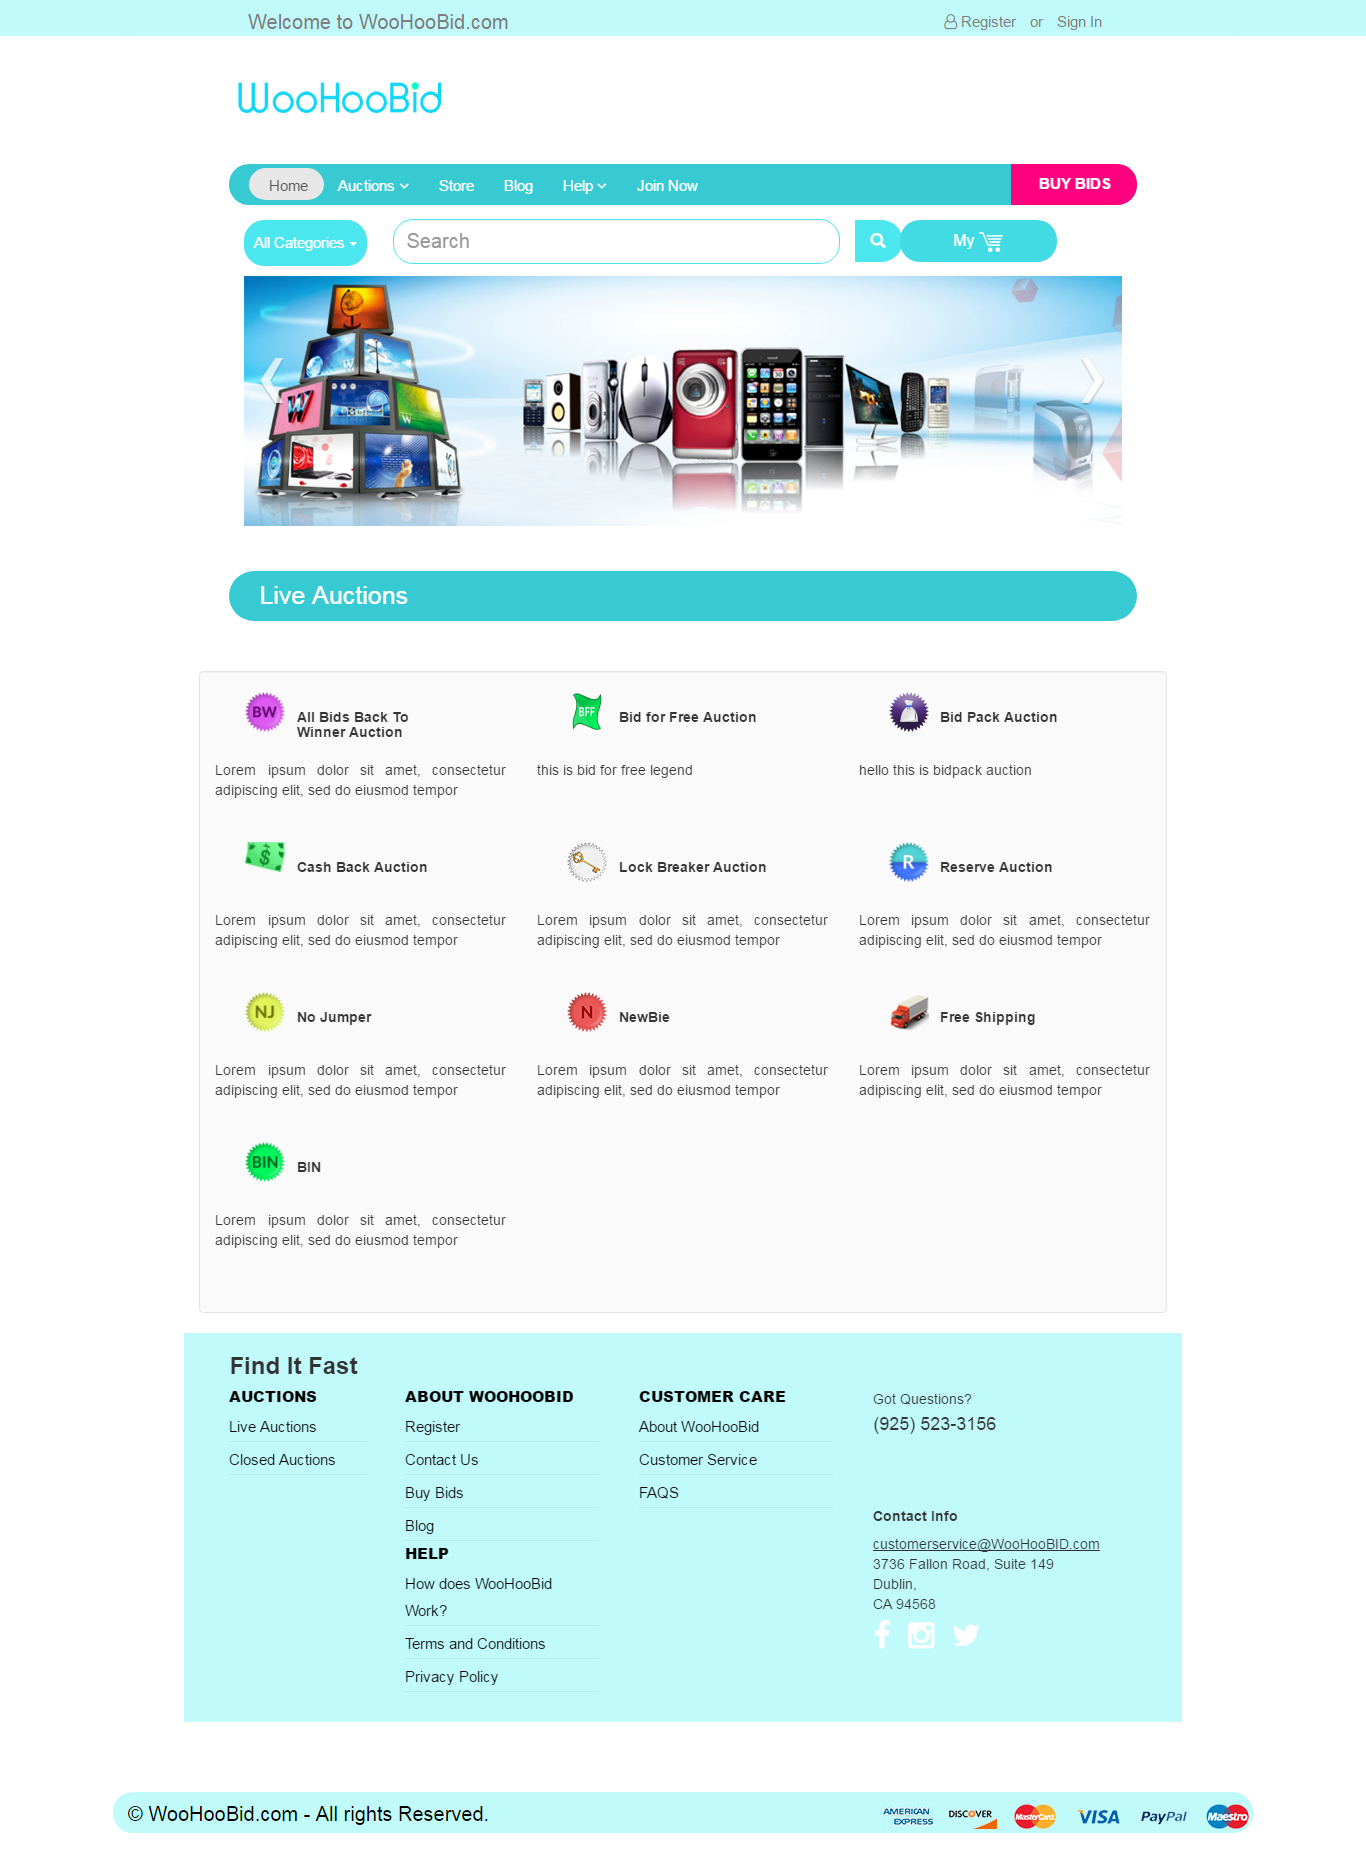 Welcome to WooHooBid.com
Register or Sign In
WooHooBid
Home Auctions Store Blog Help Join Now BUY BIDS
All Categories Search My
Live Auctions
BW All Bids Back To
Winner Auction
Lorem ipsum dolor sit amet, consectetur
adipiscing elit, sed do eiusmod tempor
BFF Bid for Free Auction
this is bid for free legend
Bid Pack Auction
hello this is bidpack auction
$ Cash Back Auction
Lorem ipsum dolor sit amet, consectetur
adipiscing elit, sed do eiusmod tempor
Lock Breaker Auction
Lorem ipsum dolor sit amet, consectetur
adipiscing elit, sed do eiusmod tempor
R Reserve Auction
Lorem ipsum dolor sit amet, consectetur
adipiscing elit, sed do eiusmod tempor
NJ No Jumper
Lorem ipsum dolor sit amet, consectetur
adipiscing elit, sed do eiusmod tempor
N NewBie
Lorem ipsum dolor sit amet, consectetur
adipiscing elit, sed do eiusmod tempor
Free Shipping
Lorem ipsum dolor sit amet, consectetur
adipiscing elit, sed do eiusmod tempor
BIN BIN
Lorem ipsum dolor sit amet, consectetur
adipiscing elit, sed do eiusmod tempor
Find It Fast
AUCTIONS
Live Auctions
Closed Auctions
ABOUT WOOHOOBID
Register
Contact Us
Buy Bids
Blog
HELP
How does WooHooBid
Work?
Terms and Conditions
Privacy Policy
CUSTOMER CARE
About WooHooBid
Customer Service
FAQS
Got Questions?
(925) 523-3156
Contact Info
customerservice@WooHooBID.com
3736 Fallon Road, Suite 149
Dublin,
CA 94568
© WooHooBid.com - All rights Reserved.
AMERICAN
EXPRESS
DISCOVER
MasterCard
VISA
PayPal
Maestro